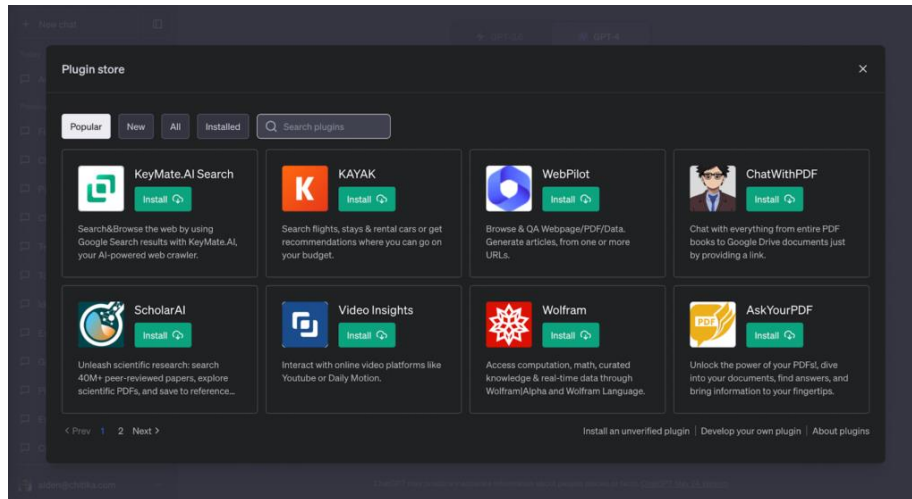 New chat
GPT-3.5
GPT-4
Plugin store
Popular
New
All
Installed
Search plugins
KeyMate.AI Search
Install
Search&Browse the web by using
Google Search results with KeyMate.AI,
your AI-powered web crawler.
KAYAK
Install
Search flights, stays & rental cars or get
recommendations where you can go on
your budget.
WebPilot
Install
Browse & QA Webpage/PDF/Data.
Generate articles, from one or more
URLs.
ChatWithPDF
Install
Chat with everything from entire PDF
books to Google Drive documents just
by providing a link.
ScholarAI
Install
Unleash scientific research: search
40M+ peer-reviewed papers, explore
scientific PDFs, and save to reference...
Video Insights
Install
Interact with online video platforms like
Youtube or Daily Motion.
Wolfram
Install
Access computation, math, curated
knowledge & real-time data through
Wolfram|Alpha and Wolfram Language.
PDF
AskYourPDF
Install
Unlock the power of your PDFs!, dive
into your documents, find answers, and
bring information to your fingertips.
< Prev 1 2 Next >
Install an unverified plugin | Develop your own plugin | About plugins